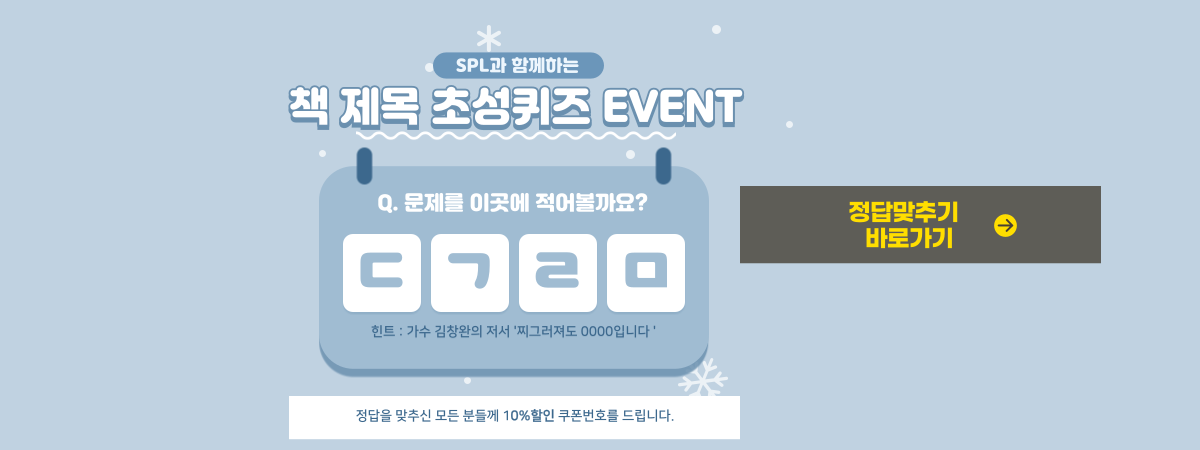 SPL과 함께하는
책 제목 초성퀴즈 EVENT
Q. 문제를 이곳에 적어볼까요?
ㄷ ㄱ ㄹ ㅁ
힌트 : 가수 김창완의 저서 '찌그러져도 0000입니다 '
정답을 맞추신 모든 분들께 10%할인 쿠폰번호를 드립니다.
정답맞추기
바로가기